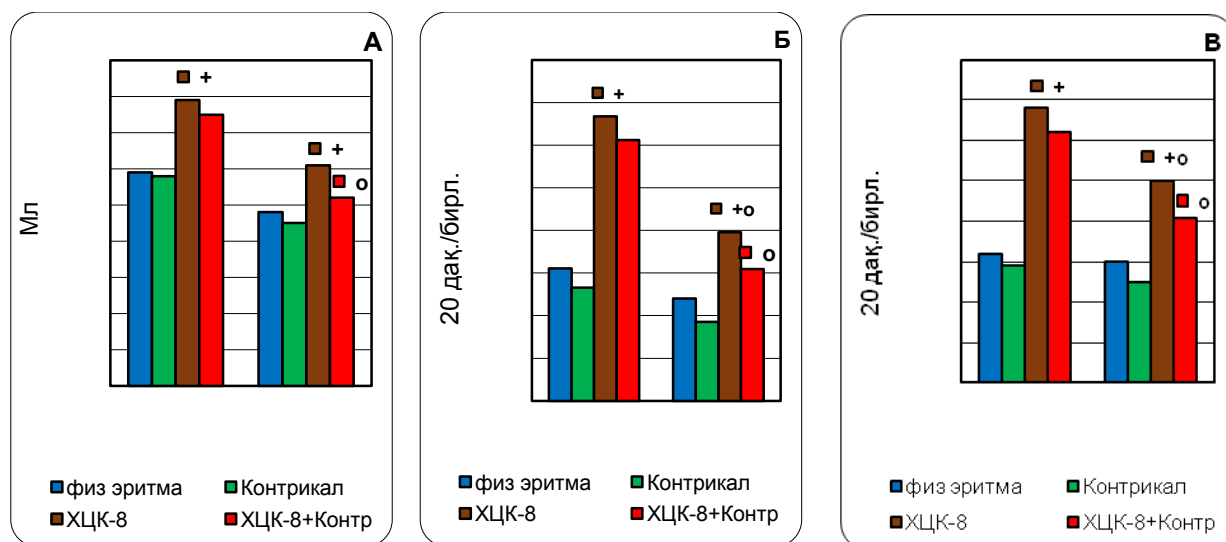 А
+
+
о
Мл
физ эритма
Контрикал
ХЦК-8
ХЦК-8+Контр
Б
+
+о
о
20 дақ./бирл.
физ эритма
Контрикал
ХЦК-8
ХЦК-8+Контр
В
+
+о
о
20 дақ./бирл.
физ эритма
Контрикал
ХЦК-8
ХЦК-8+Контр